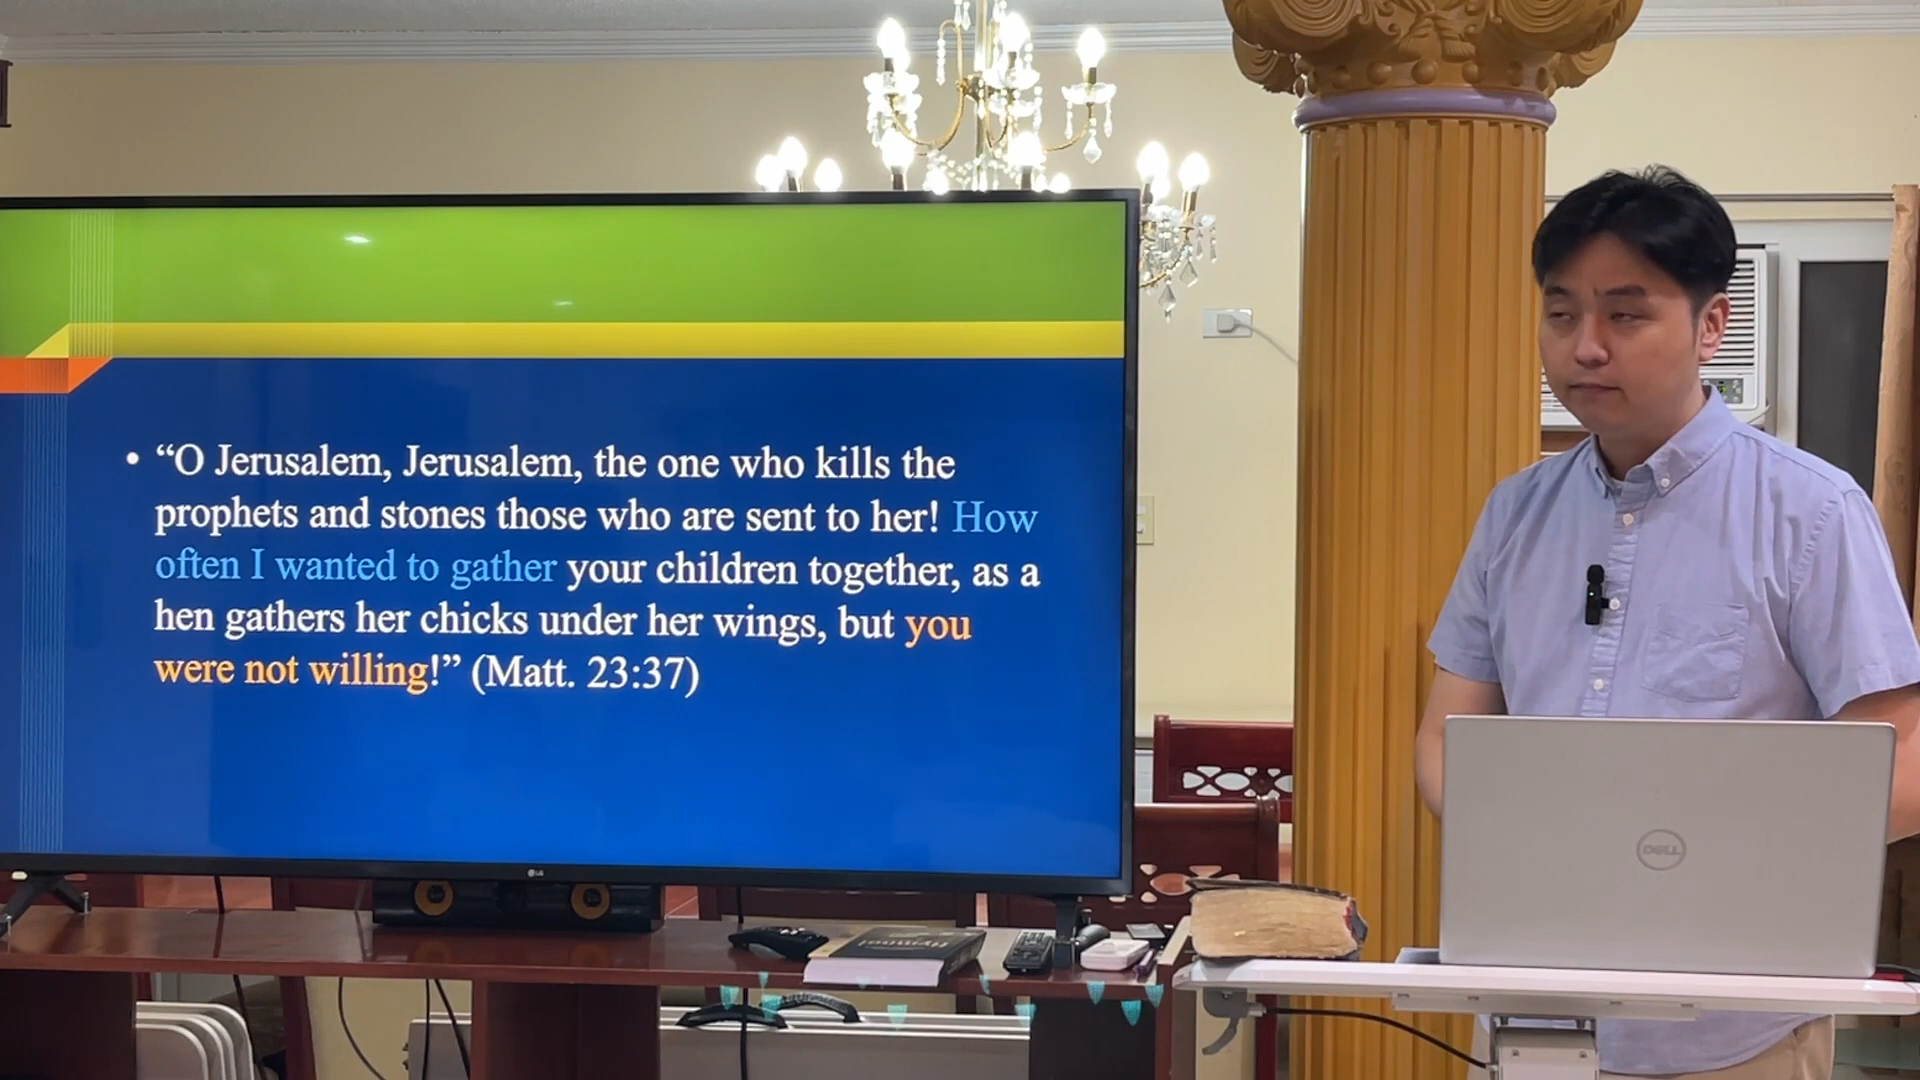 • “O Jerusalem, Jerusalem, the one who kills the
prophets and stones those who are sent to her! How
often I wanted to gather your children together, as a
hen gathers her chicks under her wings, but you
were not willing!” (Matt. 23:37)
LG
Hymnal
DELL